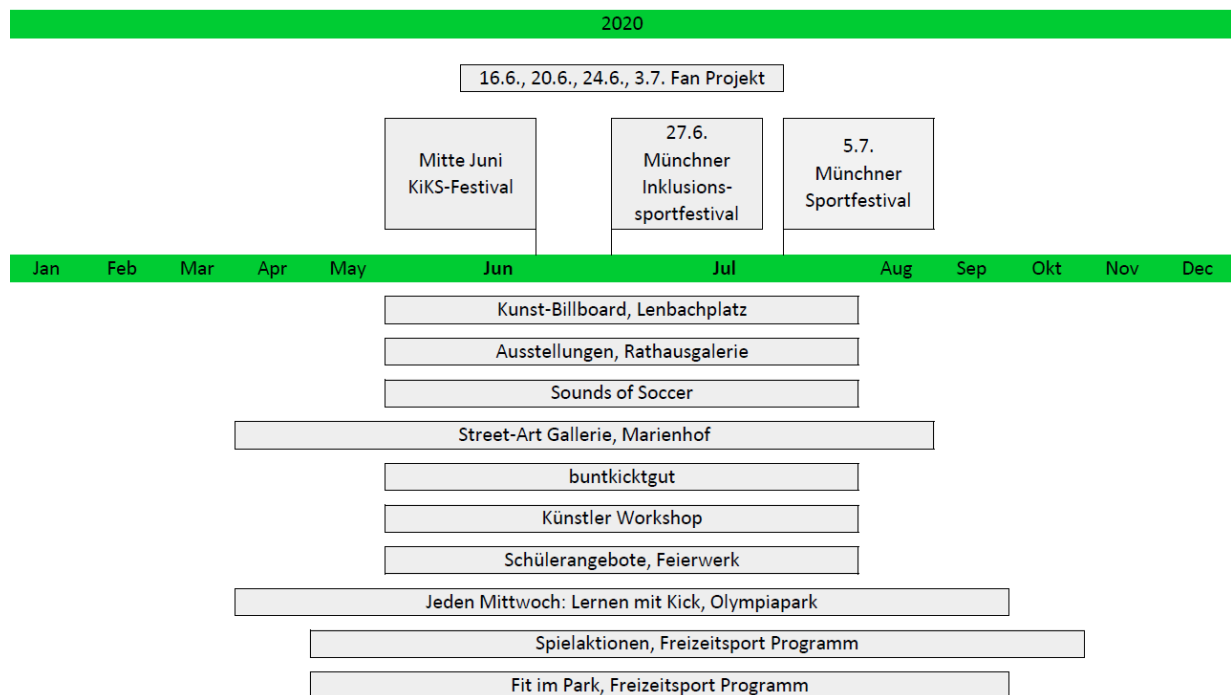 2020
16.6., 20.6., 24.6., 3.7. Fan Projekt
Mitte Juni
KiKS-Festival
27.6.
Münchner
Inklusions-
sportfestival
5.7.
Münchner
Sportfestival
Jan Feb Mar Apr May Jun Jul Aug Sep Okt Nov Dec
Kunst-Billboard, Lenbachplatz
Ausstellungen, Rathausgalerie
Sounds of Soccer
Street-Art Gallerie, Marienhof
buntkicktgut
Künstler Workshop
Schülerangebote, Feierwerk
Jeden Mittwoch: Lernen mit Kick, Olympiapark
Spielaktionen, Freizeitsport Programm
Fit im Park, Freizeitsport Programm